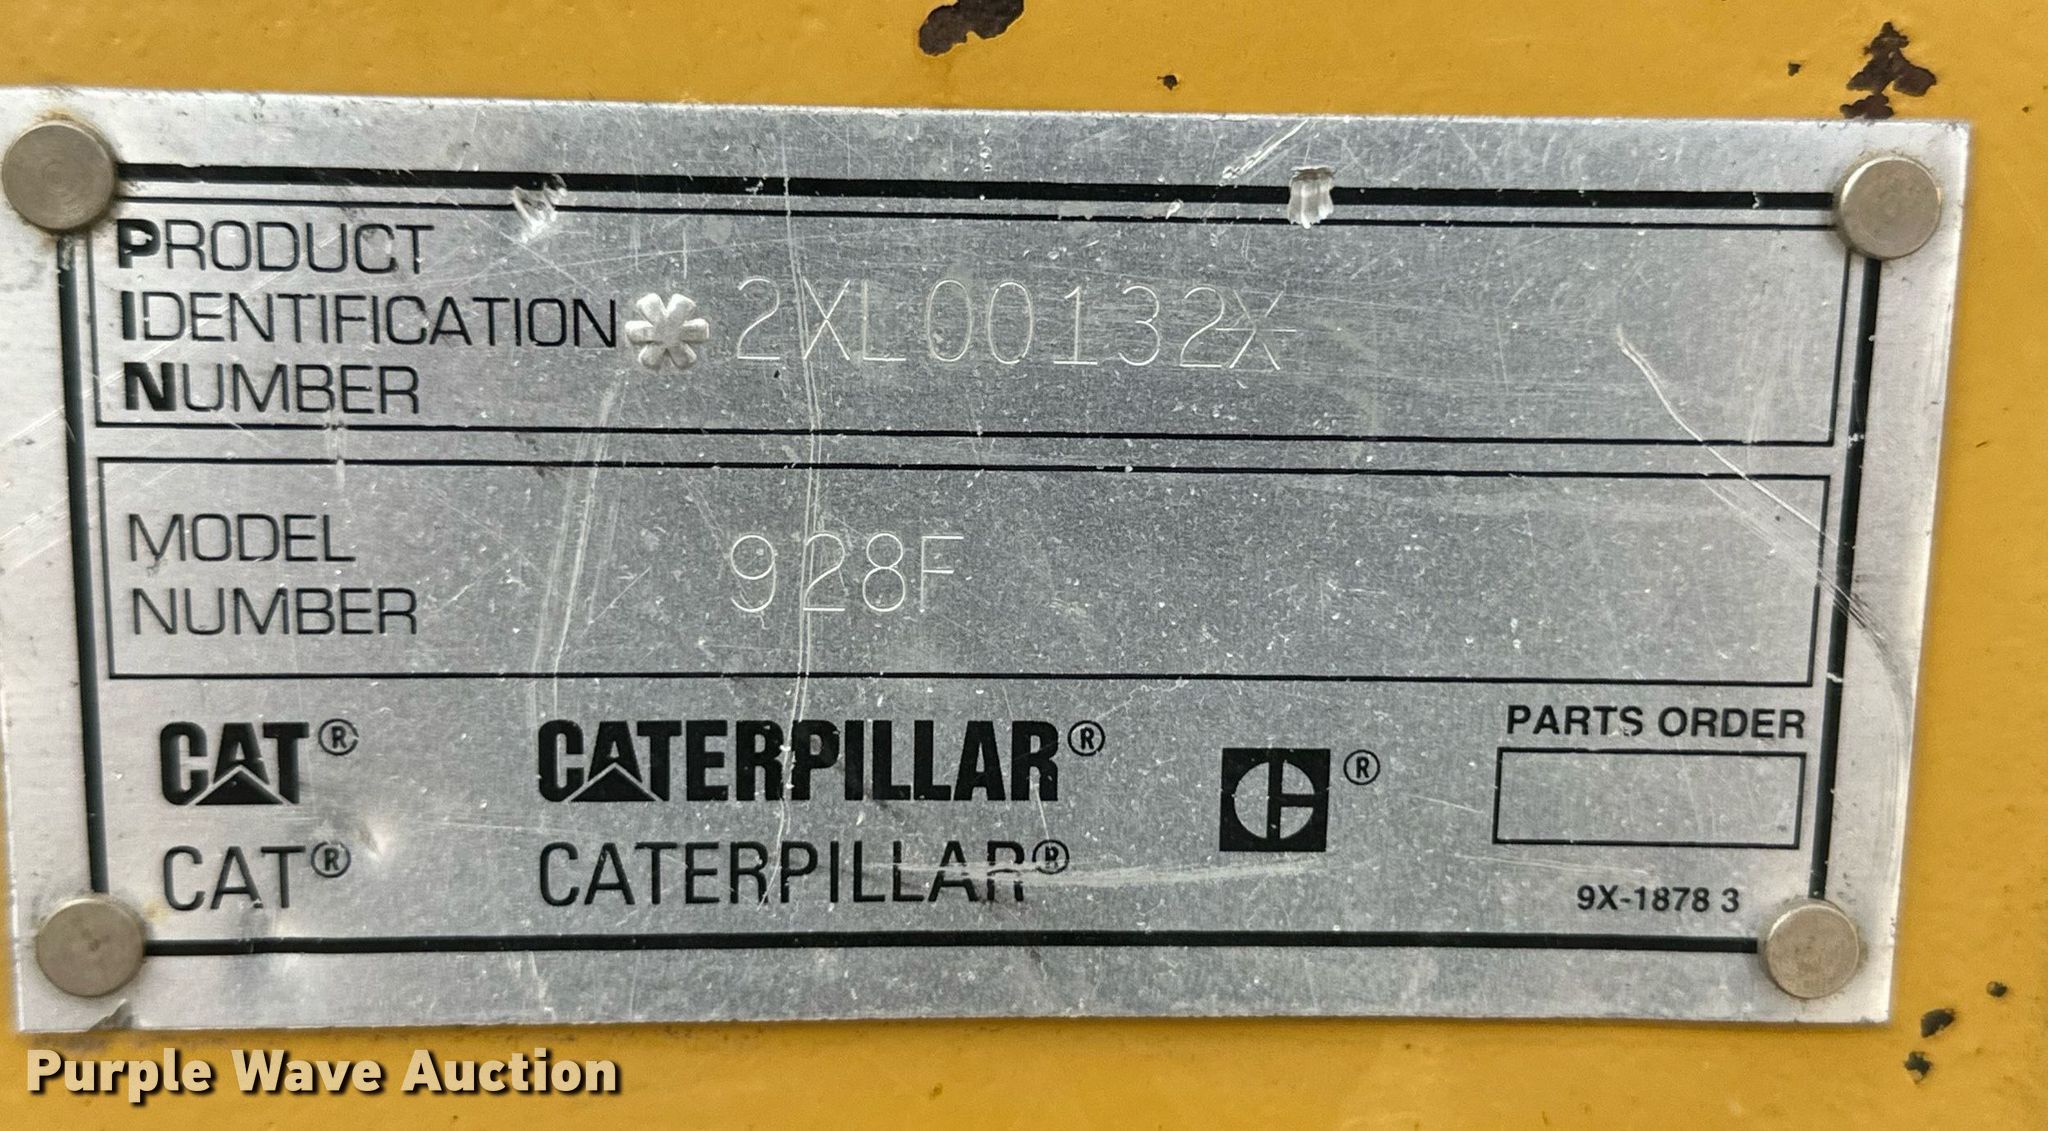 PRODUCT
IDENTIFICATION
NUMBER
*2XL00132*
MODEL
NUMBER
928F
CAT® CATERPILLAR® ®
CAT® CATERPILLAR®
PARTS ORDER
9X-1878 3
Purple Wave Auction